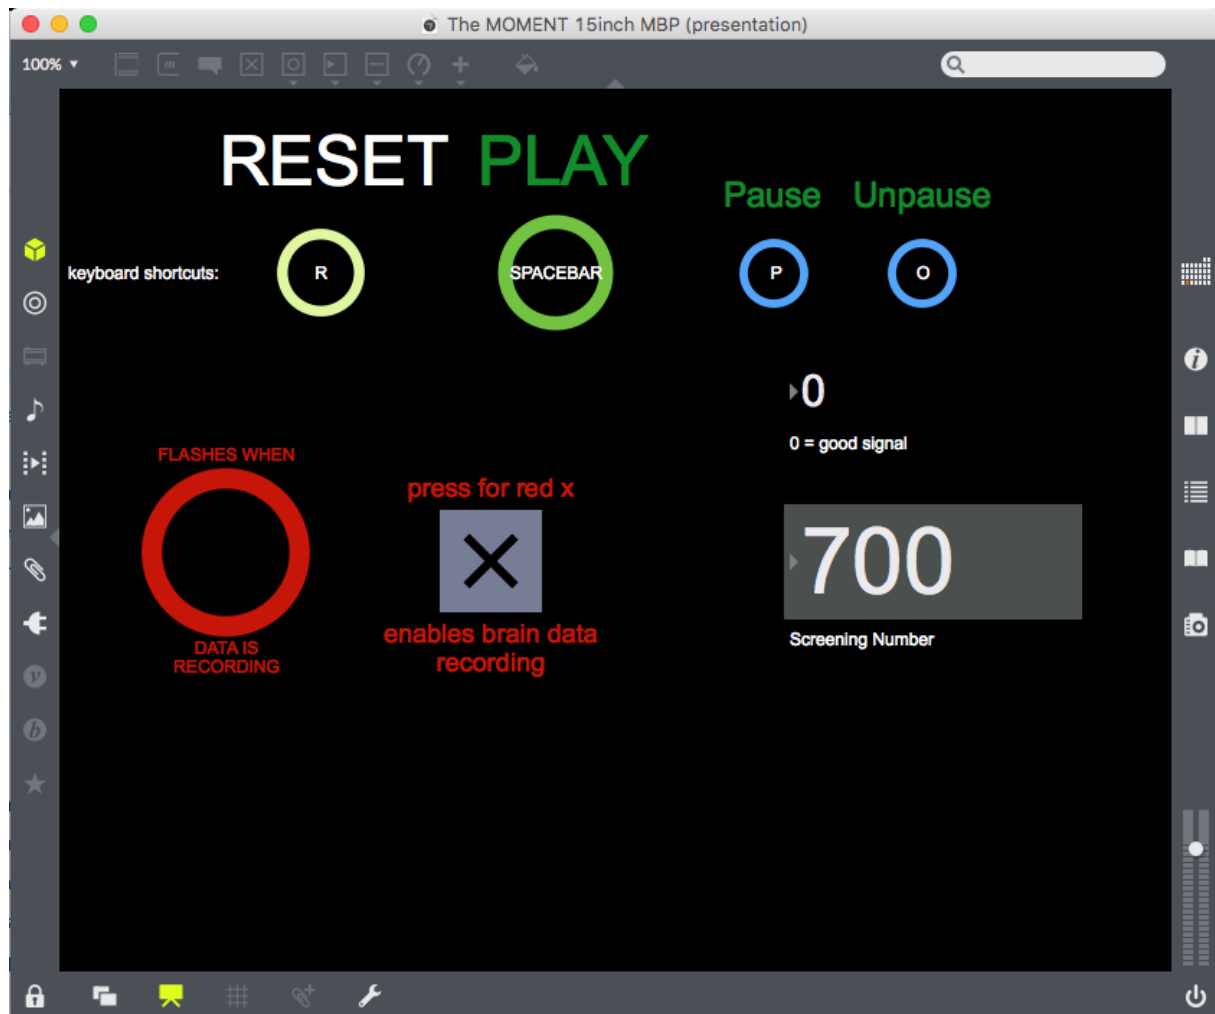 The MOMENT 15inch MBP (presentation)
100%
RESET PLAY
Pause Unpause
keyboard shortcuts:
R
SPACEBAR
P
O
0
0 = good signal
FLASHES WHEN
DATA IS
RECORDING
press for red x
enables brain data
recording
700
Screening Number